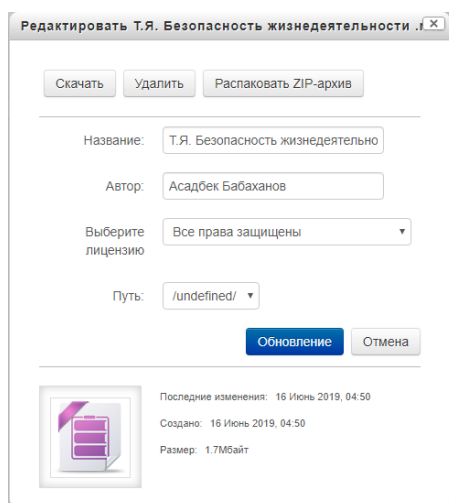 Редактировать Т.Я. Безопасность жизнедеятельности .
Скачать Удалить Распаковать ZIP-архив
Название: Т.Я. Безопасность жизнедеятельно
Автор: Асадбек Бабаханов
Выберите Все права защищены
лицензию
Путь: /undefined/
Обновление Отмена
Последние изменения: 16 Июнь 2019, 04:50
Создано: 16 Июнь 2019, 04:50
Размер: 1.7Мбайт